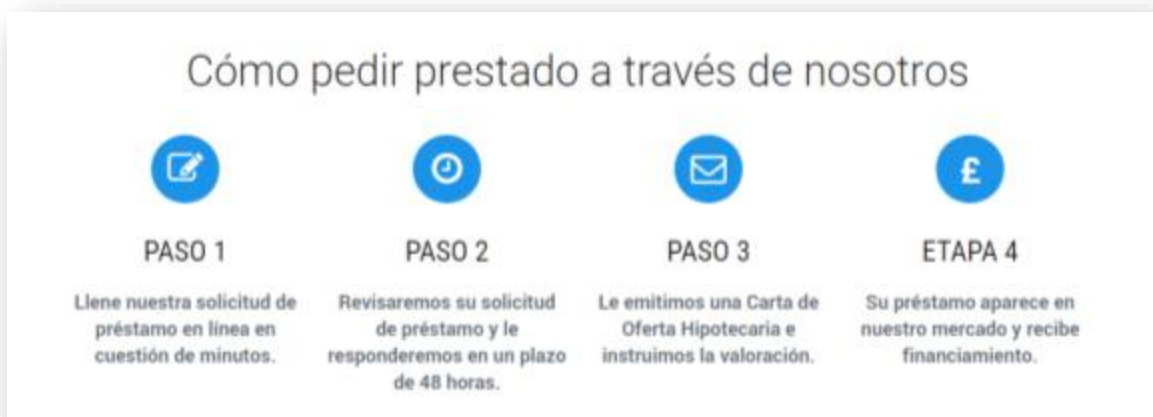 Cómo pedir prestado a través de nosotros
£
PASO 1
Llene nuestra solicitud de
préstamo en línea en
cuestión de minutos.
PASO 2
Revisaremos su solicitud
de préstamo y le
responderemos en un plazo
de 48 horas.
PASO 3
Le emitimos una Carta de
Oferta Hipotecaria e
instruimos la valoración.
ETAPA 4
Su préstamo aparece en
nuestro mercado y recibe
financiamiento.